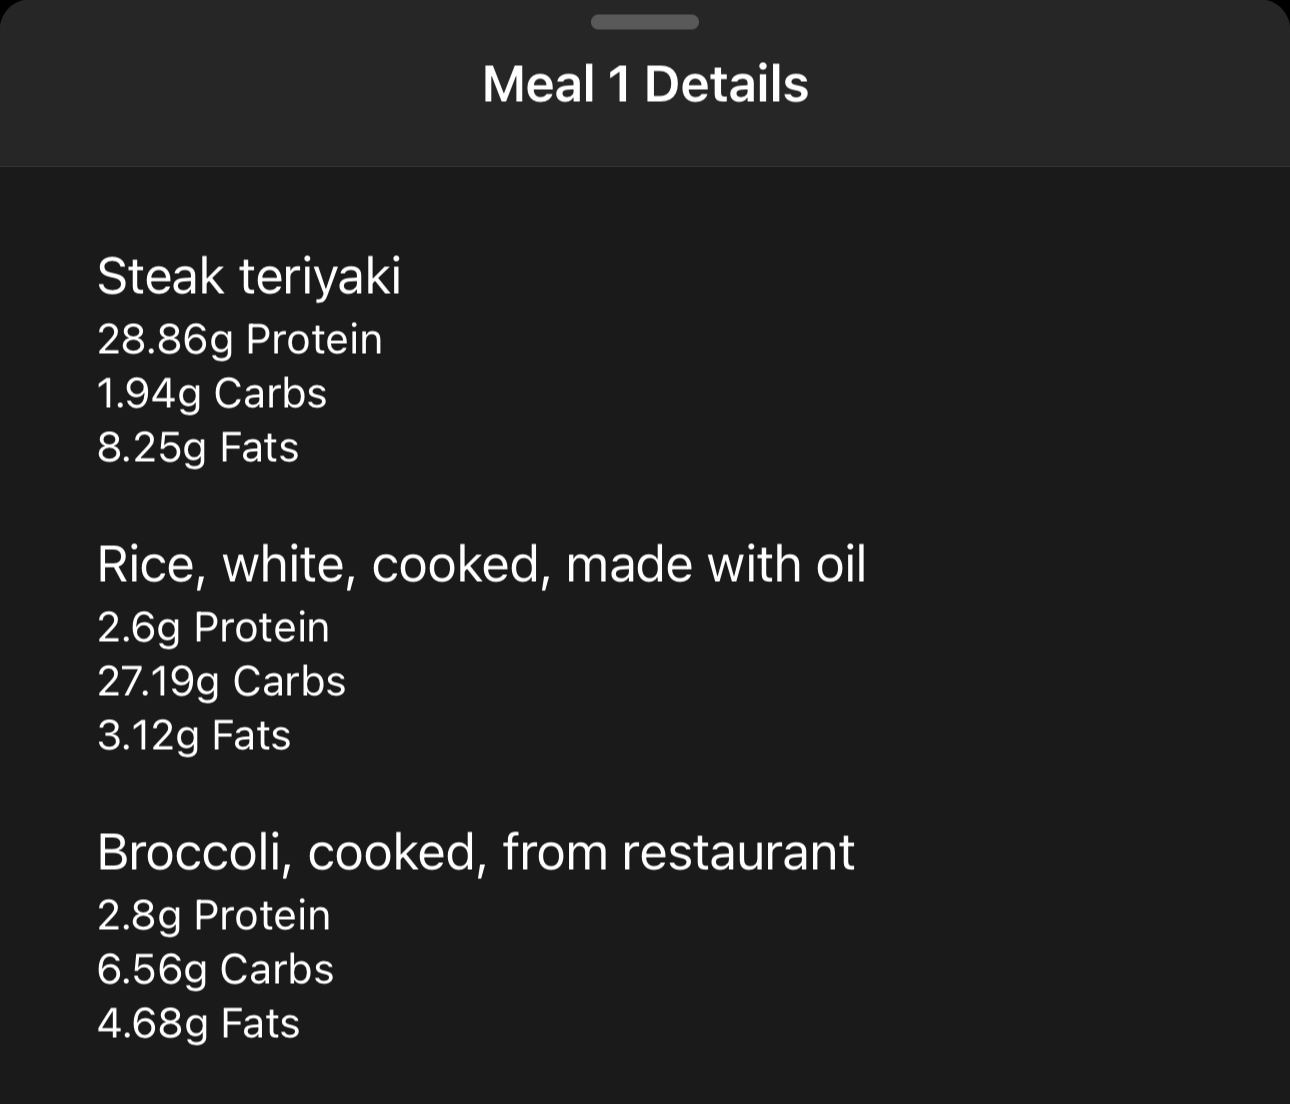 Meal 1 Details
Steak teriyaki
28.86g Protein
1.94g Carbs
8.25g Fats
Rice, white, cooked, made with oil
2.6g Protein
27.19g Carbs
3.12g Fats
Broccoli, cooked, from restaurant
2.8g Protein
6.56g Carbs
4.68g Fats